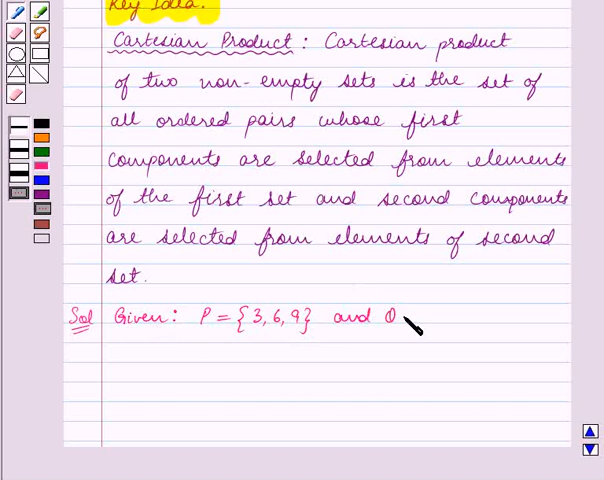 Key Idea:
Cartesian Product : Cartesian product
of two non-empty sets is the set of
all ordered pairs whose first
components are selected from elements
of the first set and second components
are selected from elements of second
set.
Sol Given: P = {3, 6, 9} and Q